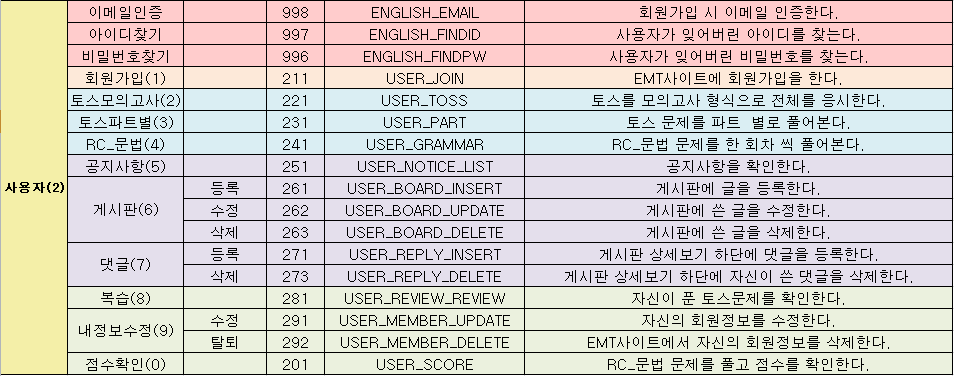 이메일인증 998 ENGLISH_EMAIL 회원가입 시 이메일 인증한다.
아이디찾기 997 ENGLISH_FINDID 사용자가 잊어버린 아이디를 찾는다.
비밀번호찾기 996 ENGLISH_FINDPW 사용자가 잊어버린 비밀번호를 찾는다.
회원가입(1) 211 USER_JOIN EMT사이트에 회원가입을 한다.
토스모의고사(2) 221 USER_TOSS 토스를 모의고사 형식으로 전체를 응시한다.
토스파트별(3) 231 USER_PART 토스 문제를 파트 별로 풀어본다.
RC_문법(4) 241 USER_GRAMMAR RC_문법 문제를 한 회차 씩 풀어본다.
공지사항(5) 251 USER_NOTICE_LIST 공지사항을 확인한다.
사용자(2)
게시판(6)
등록 261 USER_BOARD_INSERT 게시판에 글을 등록한다.
수정 262 USER_BOARD_UPDATE 게시판에 쓴 글을 수정한다.
삭제 263 USER_BOARD_DELETE 게시판에 쓴 글을 삭제한다.
댓글(7)
등록 271 USER_REPLY_INSERT 게시판 상세보기 하단에 댓글을 등록한다.
삭제 273 USER_REPLY_DELETE 게시판 상세보기 하단에 자신이 쓴 댓글을 삭제한다.
복습(8) 281 USER_REVIEW_REVIEW 자신이 푼 토스문제를 확인한다.
내정보수정(9)
수정 291 USER_MEMBER_UPDATE 자신의 회원정보를 수정한다.
탈퇴 292 USER_MEMBER_DELETE EMT사이트에서 자신의 회원정보를 삭제한다.
점수확인(0) 201 USER_SCORE RC_문법 문제를 풀고 점수를 확인한다.